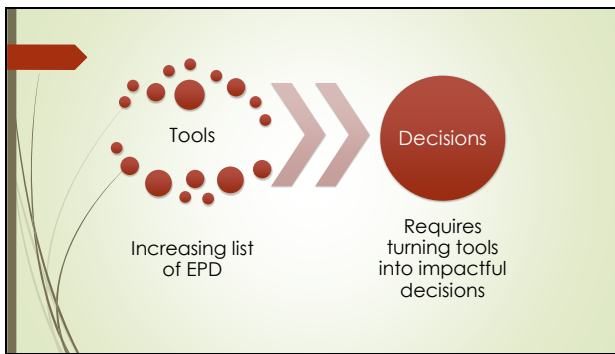 Tools
Decisions
Increasing list
of EPD
Requires
turning tools
into impactful
decisions